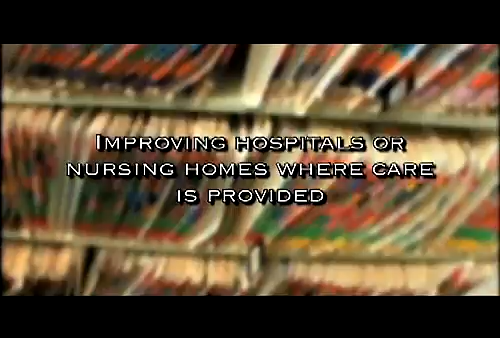 Improving hospitals or
nursing homes where care
is provided